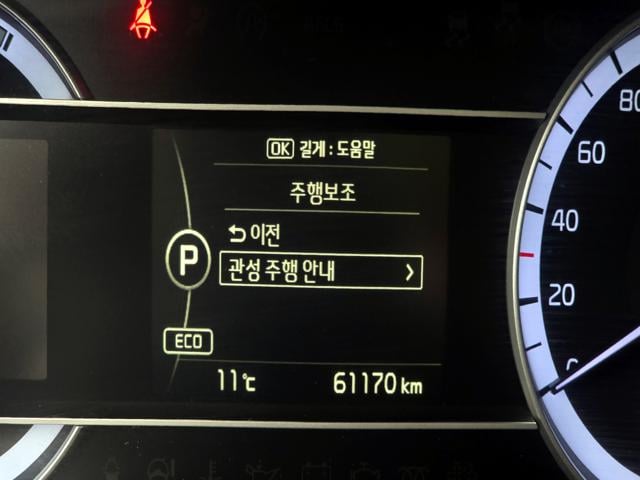 OK 길게 : 도움말
주행보조
이전
P
관성 주행 안내
ECO
11℃ 61170 km
80
60
40
20
0